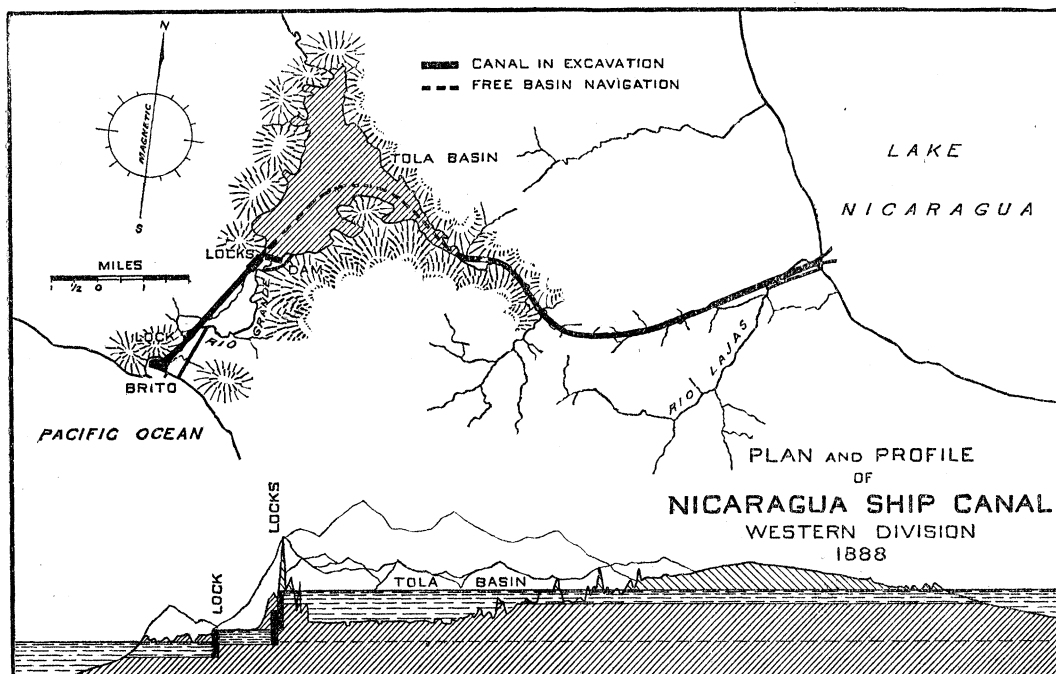 N
MAGNETIC
S
MILES
1 ½ 0 1
CANAL IN EXCAVATION
FREE BASIN NAVIGATION
TOLA BASIN
LAKE
NICARAGUA
LOCKS
DAM
RIO GRANDE
LOCK
BRITO
PACIFIC OCEAN
RIO LAJAS
PLAN AND PROFILE
OF
NICARAGUA SHIP CANAL
WESTERN DIVISION
1888
LOCK
LOCKS
TOLA BASIN